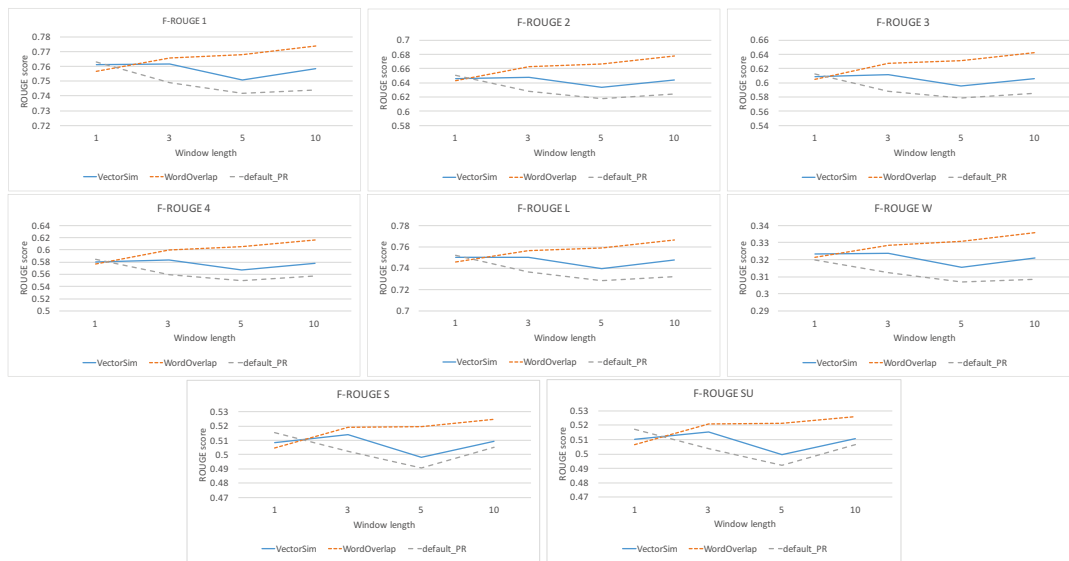 F-ROUGE 1
ROUGE score
0.78
0.77
0.76
0.75
0.74
0.73
0.72
1 3 5 10
Window length
VectorSim WordOverlap default_PR
F-ROUGE 2
ROUGE score
0.7
0.68
0.66
0.64
0.62
0.6
0.58
1 3 5 10
Window length
VectorSim WordOverlap default_PR
F-ROUGE 3
ROUGE score
0.66
0.64
0.62
0.6
0.58
0.56
0.54
1 3 5 10
Window length
VectorSim WordOverlap default_PR
F-ROUGE 4
ROUGE score
0.64
0.62
0.6
0.58
0.56
0.54
0.52
0.5
1 3 5 10
Window length
VectorSim WordOverlap default_PR
F-ROUGE L
ROUGE score
0.78
0.76
0.74
0.72
0.7
1 3 5 10
Window length
VectorSim WordOverlap default_PR
F-ROUGE W
ROUGE score
0.34
0.33
0.32
0.31
0.3
0.29
1 3 5 10
Window length
VectorSim WordOverlap default_PR
F-ROUGE S
ROUGE score
0.53
0.52
0.51
0.5
0.49
0.48
0.47
1 3 5 10
Window length
VectorSim WordOverlap default_PR
F-ROUGE SU
ROUGE score
0.53
0.52
0.51
0.5
0.49
0.48
0.47
1 3 5 10
Window length
VectorSim WordOverlap default_PR